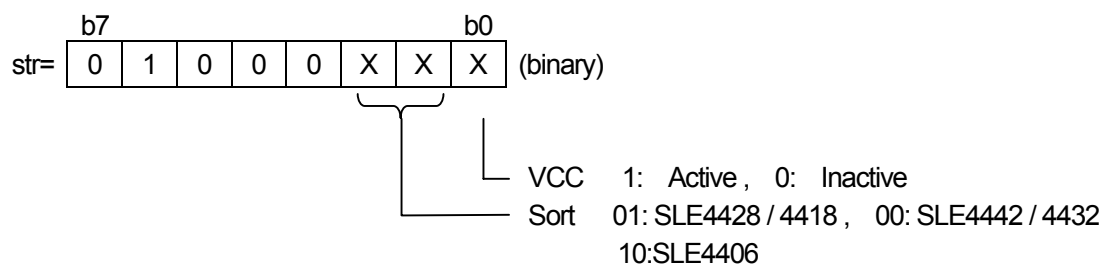 b7 b0
str= 0 1 0 0 0 X X X (binary)
VCC 1: Active , 0: Inactive
Sort 01: SLE4428 / 4418 , 00: SLE4442 / 4432
10:SLE4406